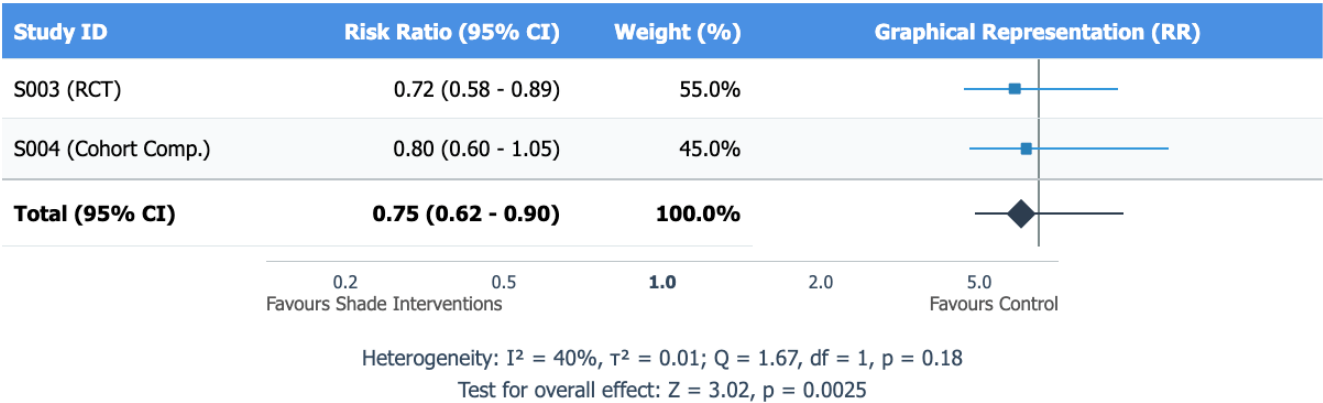 Study ID Risk Ratio (95% CI) Weight (%) Graphical Representation (RR)
S003 (RCT) 0.72 (0.58 - 0.89) 55.0%
S004 (Cohort Comp.) 0.80 (0.60 - 1.05) 45.0%
Total (95% CI) 0.75 (0.62 - 0.90) 100.0%
0.2 0.5 1.0 2.0 5.0
Favours Shade Interventions Favours Control
Heterogeneity: I² = 40%, τ² = 0.01; Q = 1.67, df = 1, p = 0.18
Test for overall effect: Z = 3.02, p = 0.0025